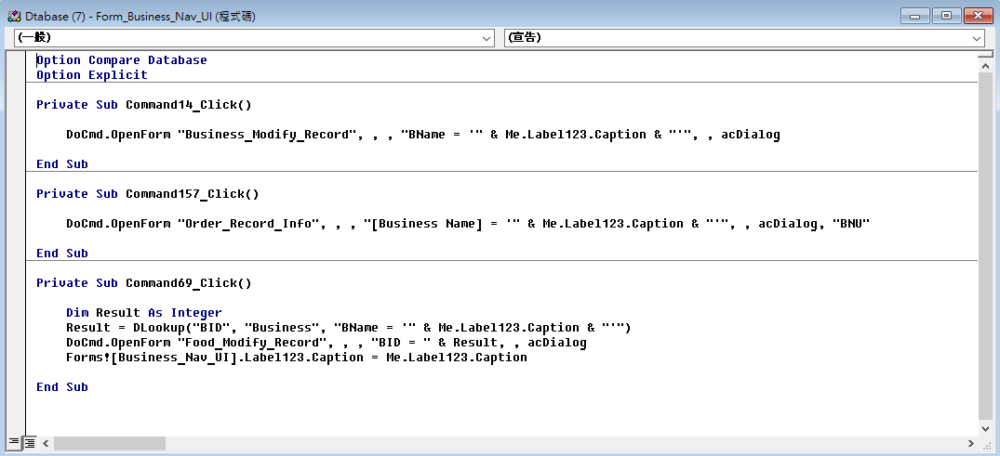 Dtabase (7) - Form_Business_Nav_UI (程式碼)
(一般) (宣告)
Option Compare Database
Option Explicit
Private Sub Command14_Click()
DoCmd.OpenForm "Business_Modify_Record", , , "BName = '" & Me.Label123.Caption & "'", , acDialog
End Sub
Private Sub Command157_Click()
DoCmd.OpenForm "Order_Record_Info", , , "[Business Name] = '" & Me.Label123.Caption & "'", , acDialog, "BNU"
End Sub
Private Sub Command69_Click()
Dim Result As Integer
Result = DLookup("BID", "Business", "BName = '" & Me.Label123.Caption & "'")
DoCmd.OpenForm "Food_Modify_Record", , , "BID = " & Result, , acDialog
Forms![Business_Nav_UI].Label123.Caption = Me.Label123.Caption
End Sub